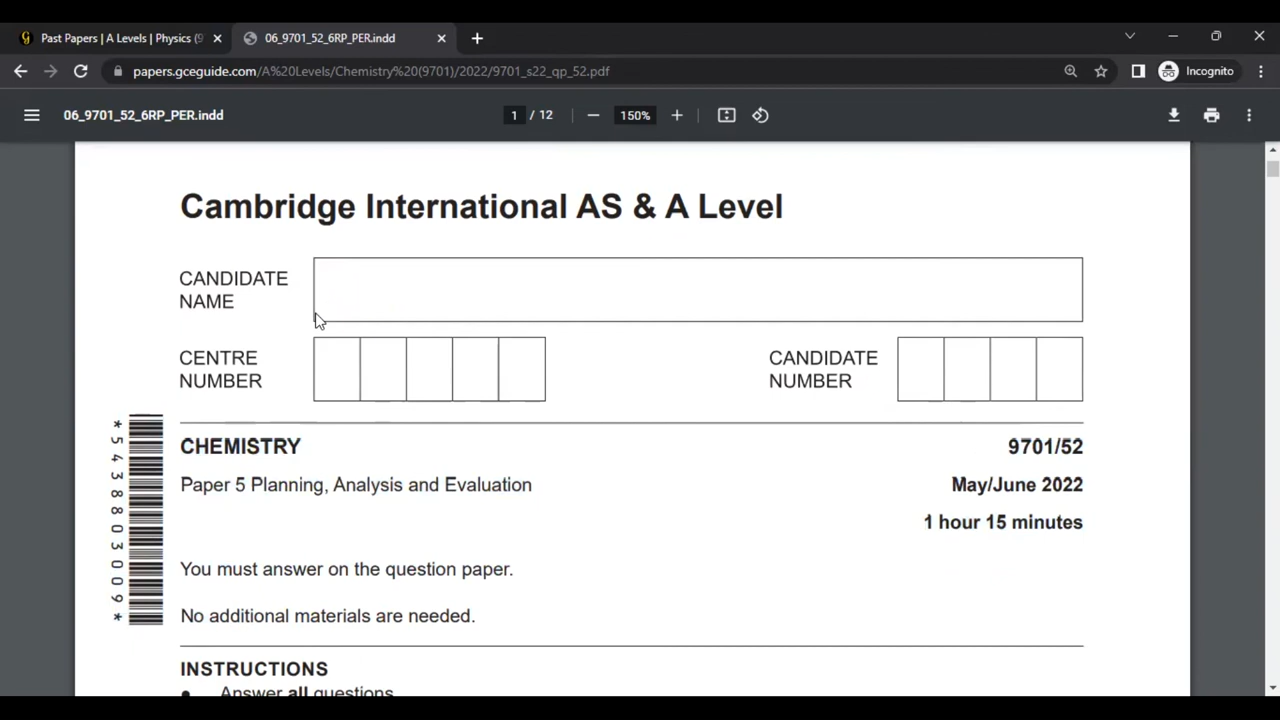 Past Papers | A Levels | Physics (9
06_9701_52_6RP_PER.indd
papers.gceguide.com/A%20Levels/Chemistry%20(9701)/2022/9701_s22_qp_52.pdf
Incognito
06_9701_52_6RP_PER.indd
1 / 12
150%
Cambridge International AS & A Level
CANDIDATE
NAME
CENTRE
NUMBER
CANDIDATE
NUMBER
*5438803009*
CHEMISTRY
9701/52
Paper 5 Planning, Analysis and Evaluation
May/June 2022
1 hour 15 minutes
You must answer on the question paper.
No additional materials are needed.
INSTRUCTIONS
● Answer all questions.